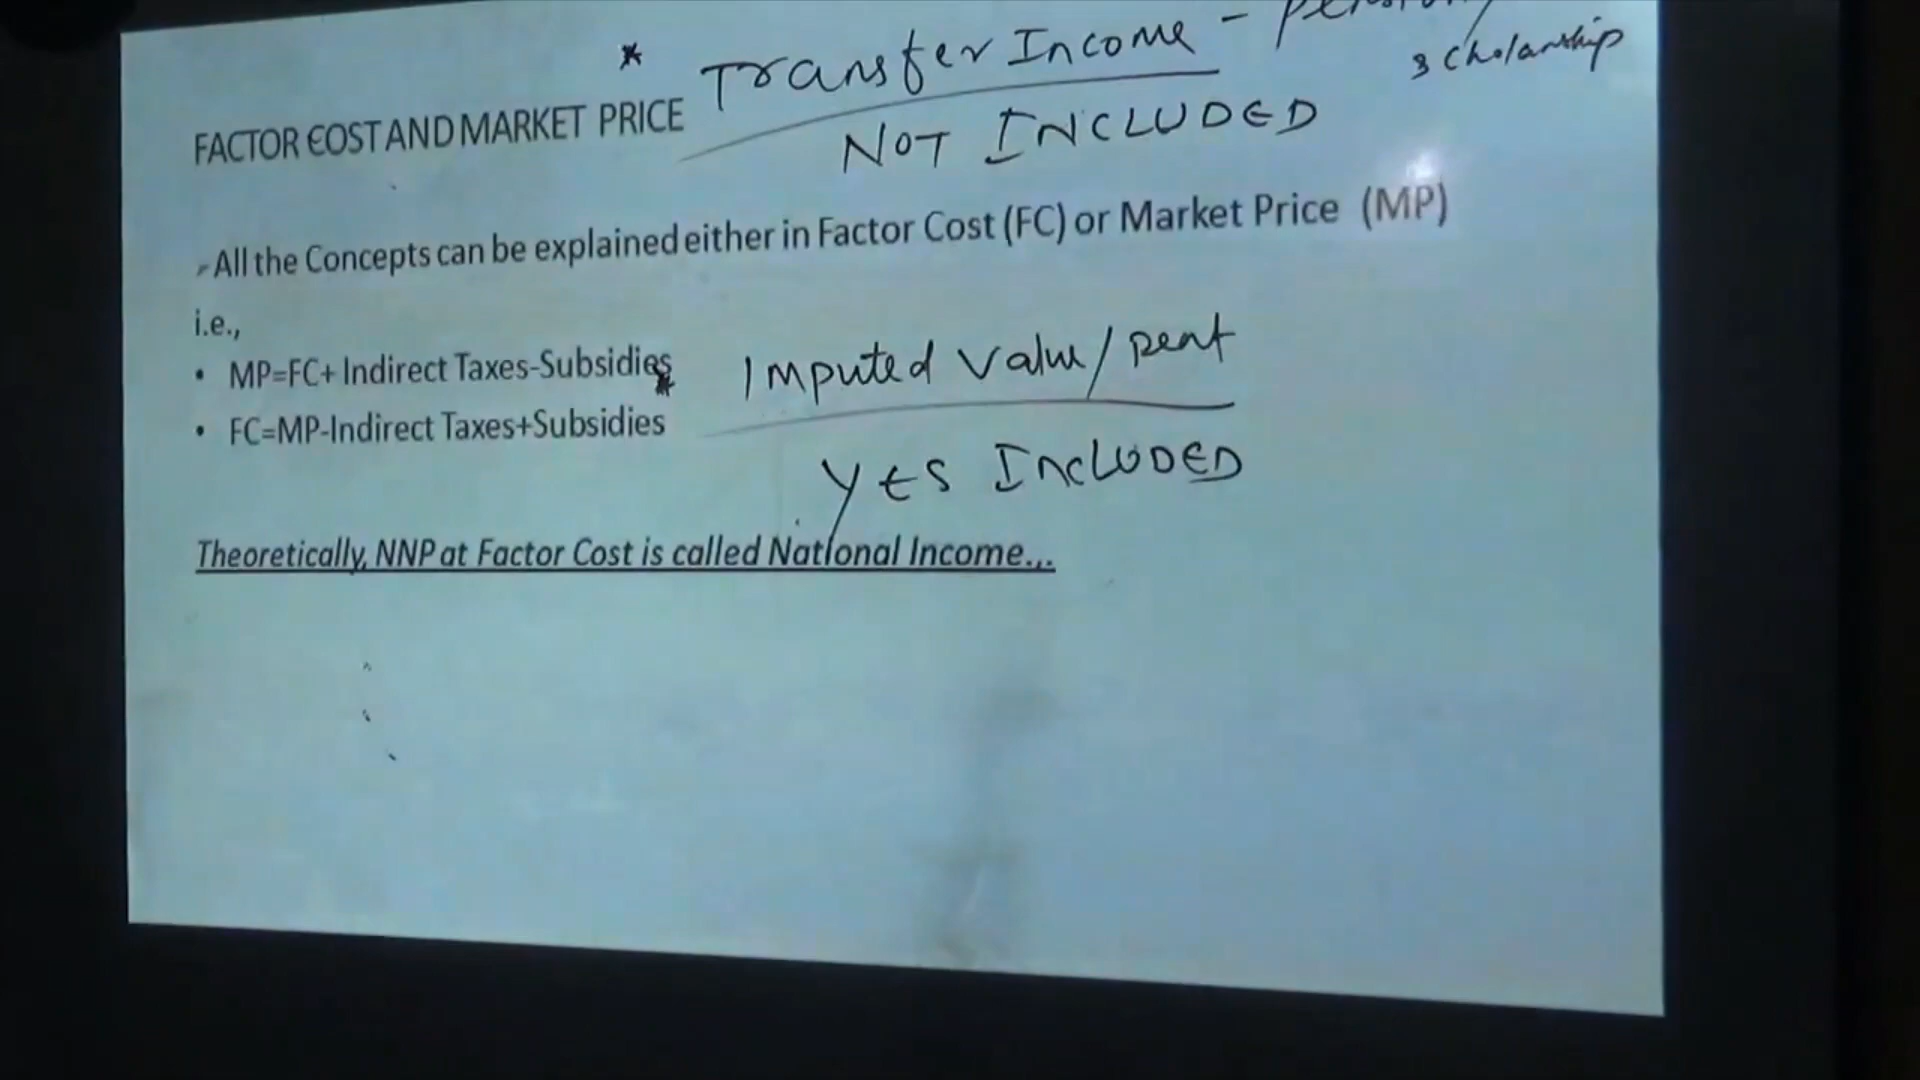 * Transfer Income - pension/
scholarship
FACTOR COST AND MARKET PRICE
NOT INCLUDED
All the Concepts can be explained either in Factor Cost (FC) or Market Price (MP)
i.e.,
• MP=FC+ Indirect Taxes-Subsidies
* Imputed Value/rent
• FC=MP-Indirect Taxes+Subsidies
YES INCLUDED
Theoretically, NNP at Factor Cost is called National Income...